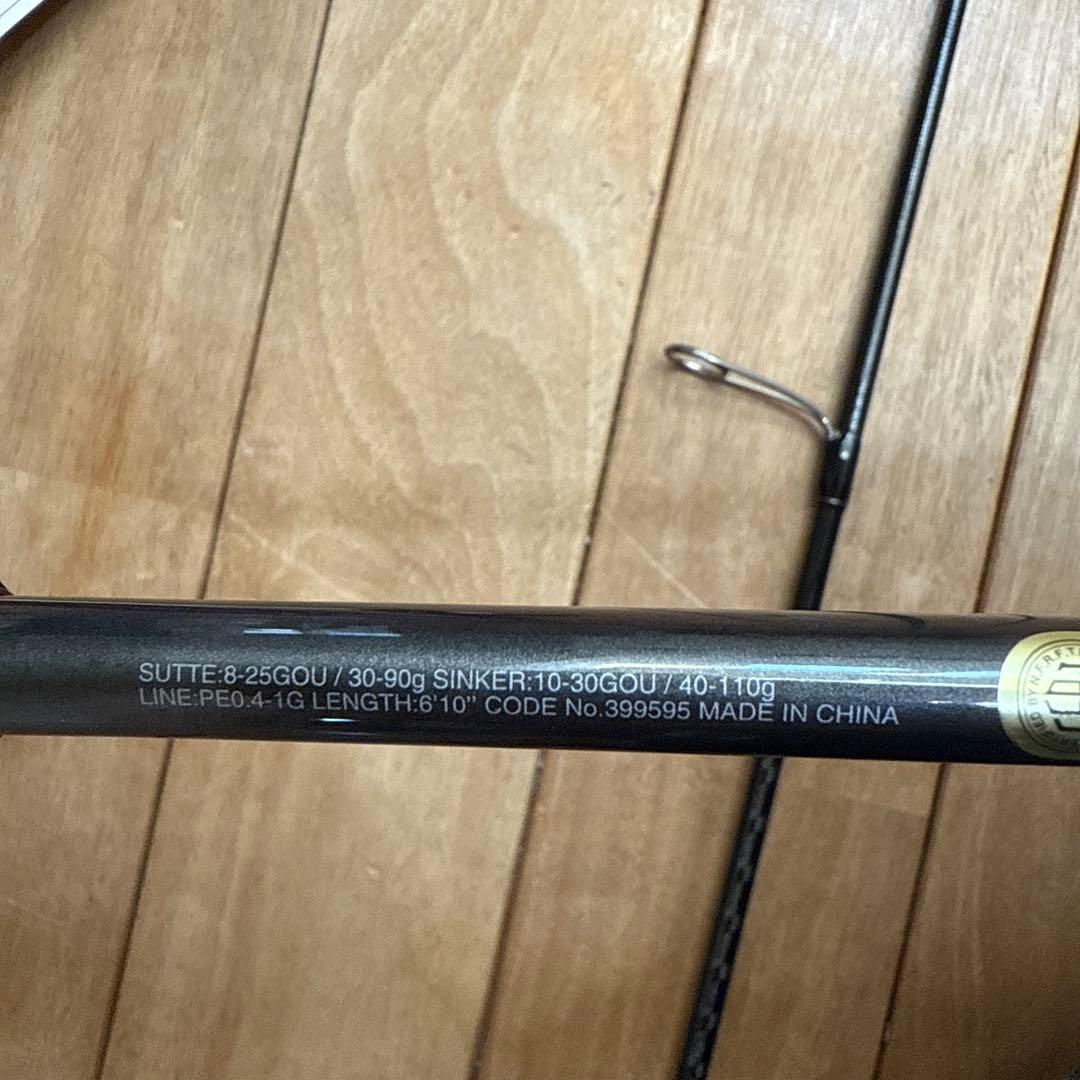 SUTTE:8-25GOU / 30-90g SINKER:10-30GOU / 40-110g
LINE:PE0.4-1G LENGTH:6'10" CODE No.399595 MADE IN CHINA